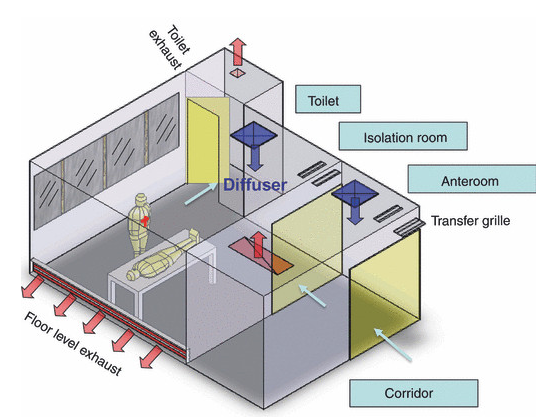 Toilet
exhaust
Toilet
Isolation room
Diffuser
Anteroom
Transfer grille
Floor level exhaust
Corridor